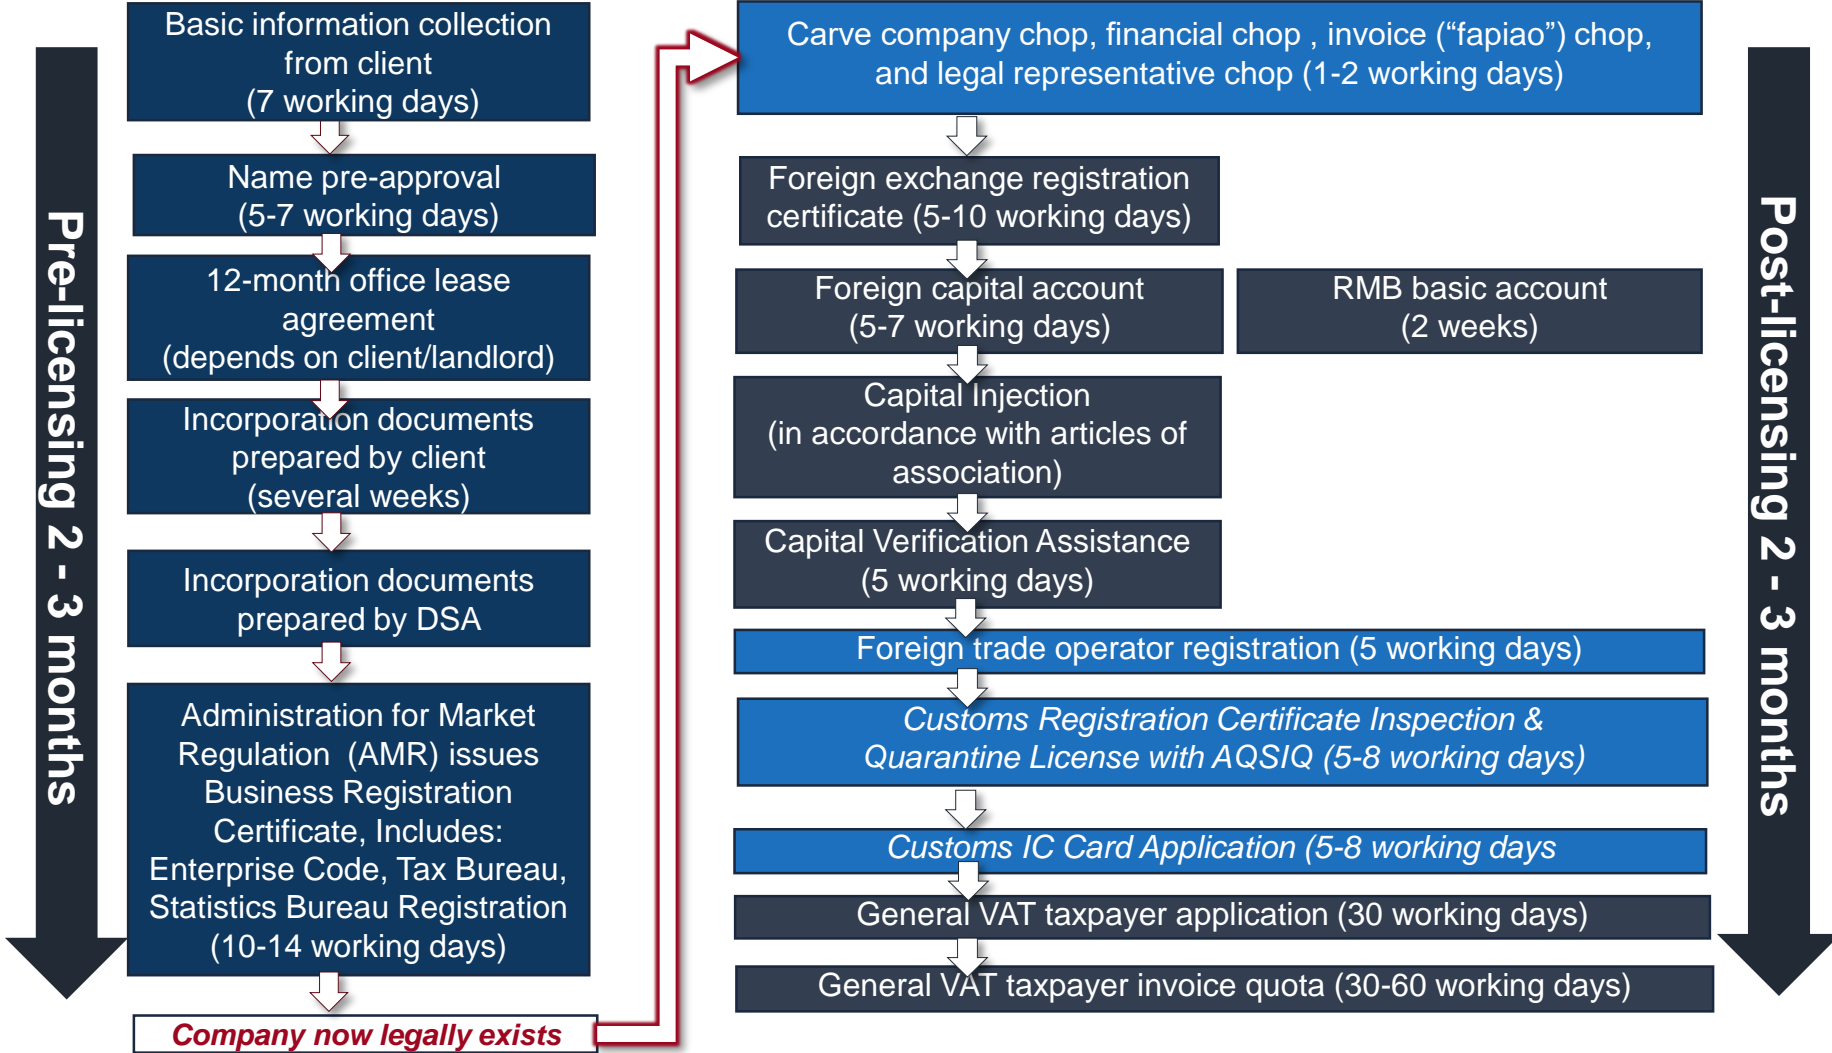 Pre-licensing 2 - 3 months
Basic information collection
from client
(7 working days)
Name pre-approval
(5-7 working days)
12-month office lease
agreement
(depends on client/landlord)
Incorporation documents
prepared by client
(several weeks)
Incorporation documents
prepared by DSA
Administration for Market
Regulation (AMR) issues
Business Registration
Certificate, Includes:
Enterprise Code, Tax Bureau,
Statistics Bureau Registration
(10-14 working days)
Company now legally exists
Carve company chop, financial chop , invoice (“fapiao”) chop,
and legal representative chop (1-2 working days)
Foreign exchange registration
certificate (5-10 working days)
Foreign capital account
(5-7 working days)
RMB basic account
(2 weeks)
Capital Injection
(in accordance with articles of
association)
Capital Verification Assistance
(5 working days)
Foreign trade operator registration (5 working days)
Customs Registration Certificate Inspection &
Quarantine License with AQSIQ (5-8 working days)
Customs IC Card Application (5-8 working days
General VAT taxpayer application (30 working days)
General VAT taxpayer invoice quota (30-60 working days)
Post-licensing 2 - 3 months